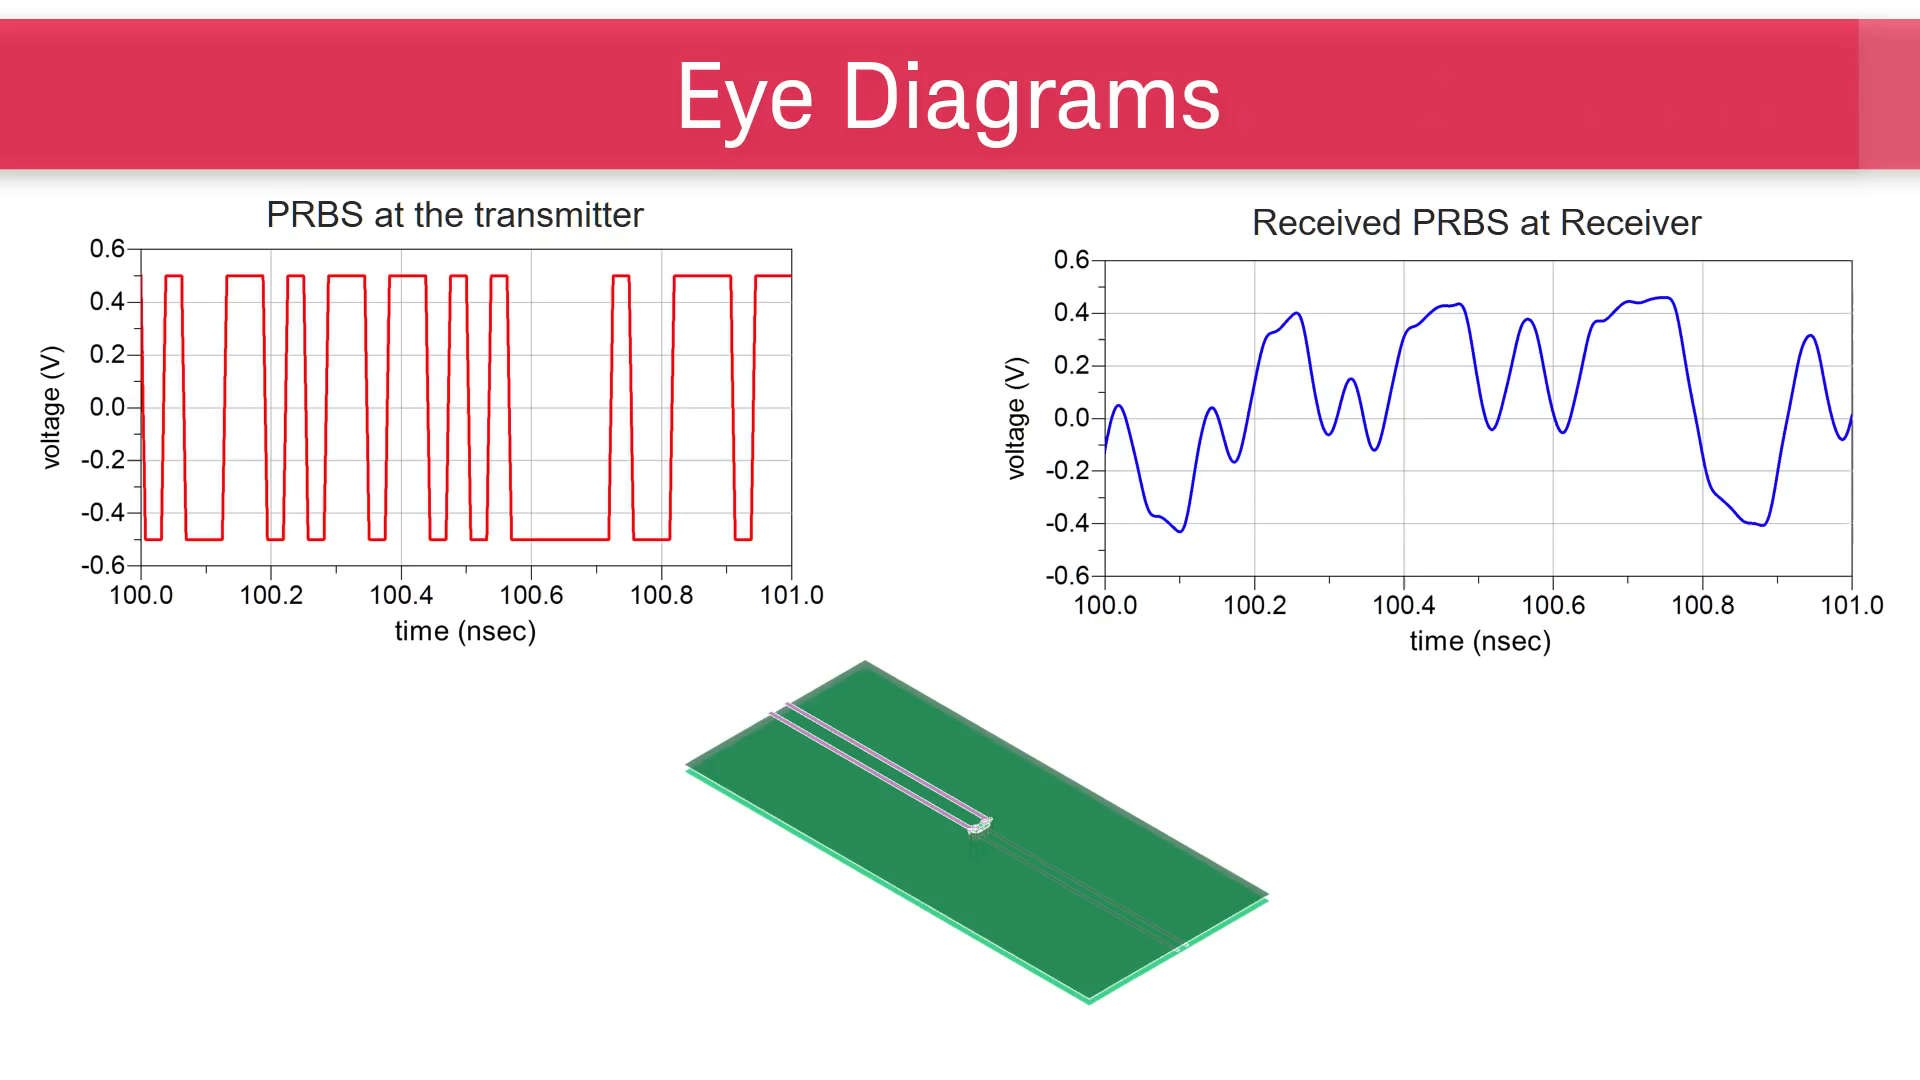 Eye Diagrams
PRBS at the transmitter
0.6
0.4
0.2
0.0
-0.2
-0.4
-0.6
voltage (V)
100.0 100.2 100.4 100.6 100.8 101.0
time (nsec)
Received PRBS at Receiver
0.6
0.4
0.2
0.0
-0.2
-0.4
-0.6
voltage (V)
100.0 100.2 100.4 100.6 100.8 101.0
time (nsec)